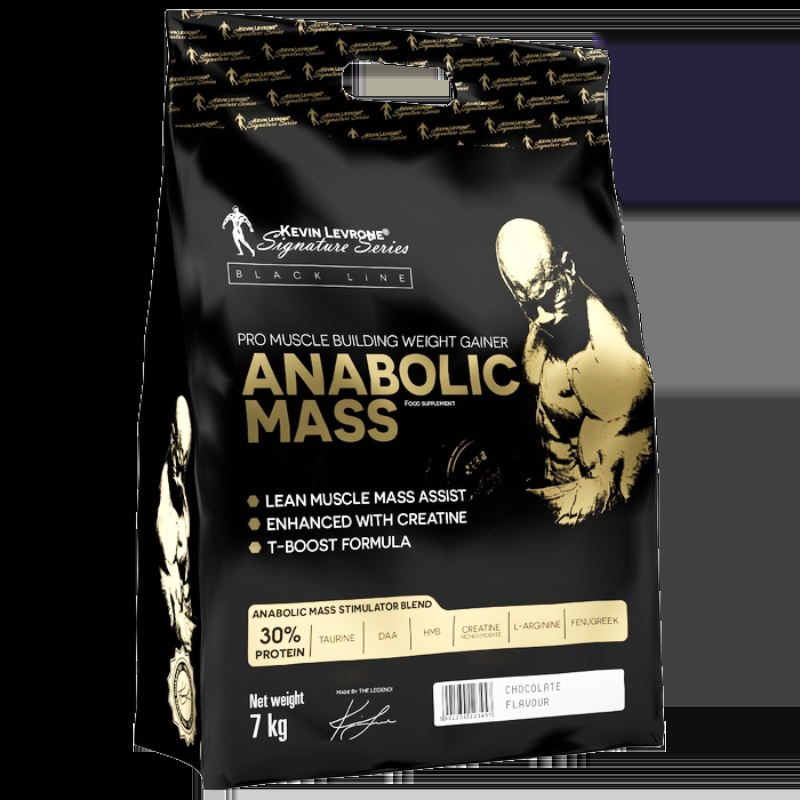 KEVIN LEVRONE®
Signature Series
BLACK LINE
PRO MUSCLE BUILDING WEIGHT GAINER
ANABOLIC
MASS
FOOD SUPPLEMENT
LEAN MUSCLE MASS ASSIST
ENHANCED WITH CREATINE
T-BOOST FORMULA
ANABOLIC MASS STIMULATOR BLEND
30%
PROTEIN
TAURINE
DAA
HMB
CREATINE
MONOHYDRATE
L-ARGININE
FENUGREEK
Net weight
7 kg
MADE BY THE LEGEND!
CHOCOLATE
FLAVOUR